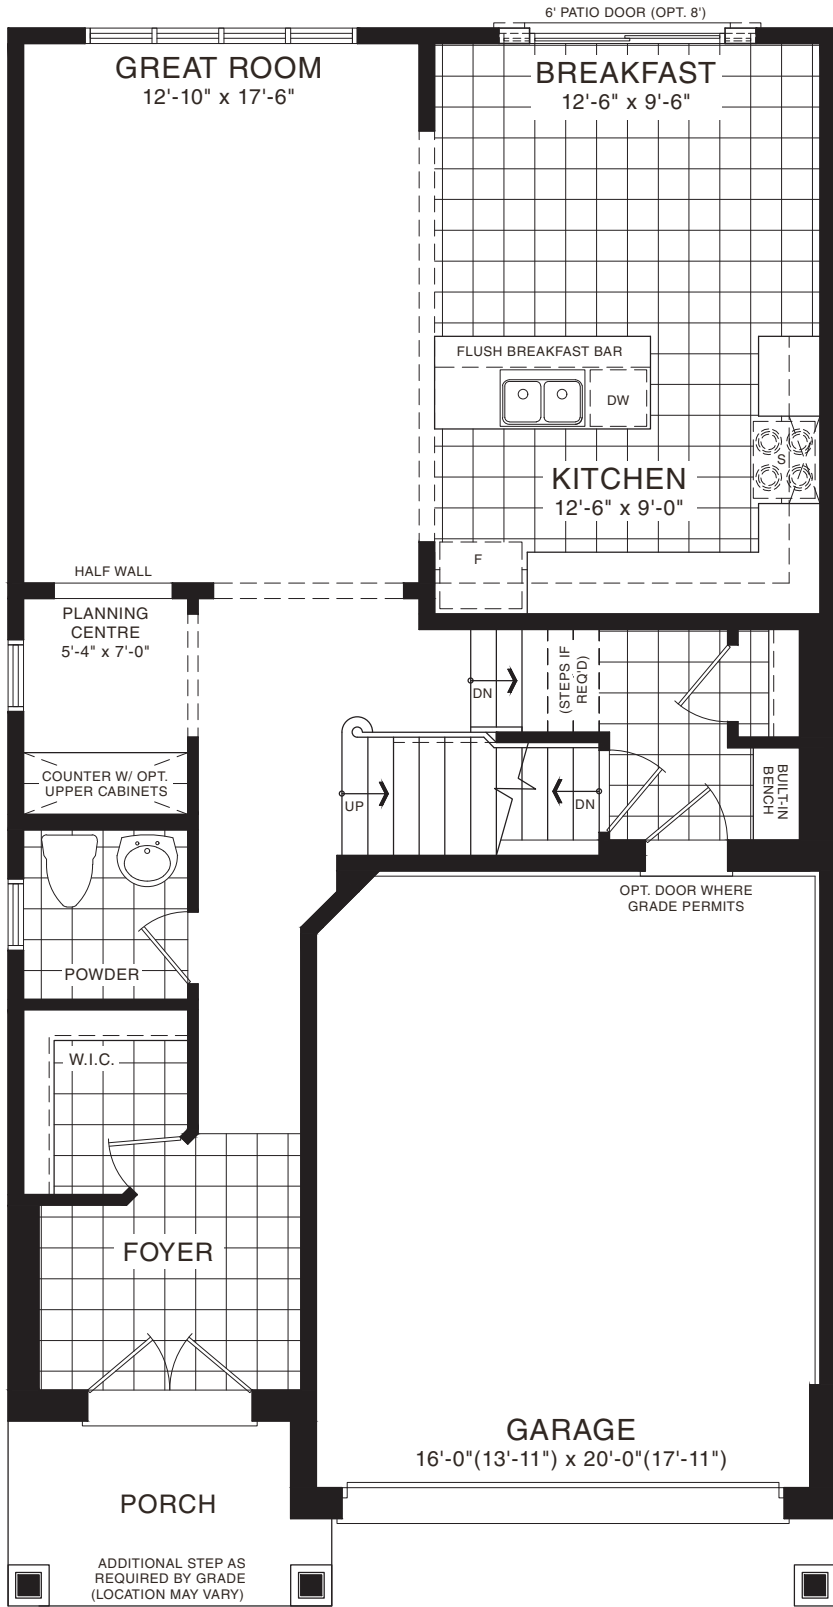 6' PATIO DOOR (OPT. 8')
GREAT ROOM
12'-10" x 17'-6"
BREAKFAST
12'-6" x 9'-6"
FLUSH BREAKFAST BAR
DW
S
KITCHEN
12'-6" x 9'-0"
F
HALF WALL
PLANNING
CENTRE
5'-4" x 7'-0"
DN
(STEPS IF
REQ'D)
COUNTER W/ OPT.
UPPER CABINETS
UP
DN
BUILT-IN
BENCH
OPT. DOOR WHERE
GRADE PERMITS
POWDER
W.I.C.
FOYER
GARAGE
16'-0"(13'-11") x 20'-0"(17'-11")
PORCH
ADDITIONAL STEP AS
REQUIRED BY GRADE
(LOCATION MAY VARY)